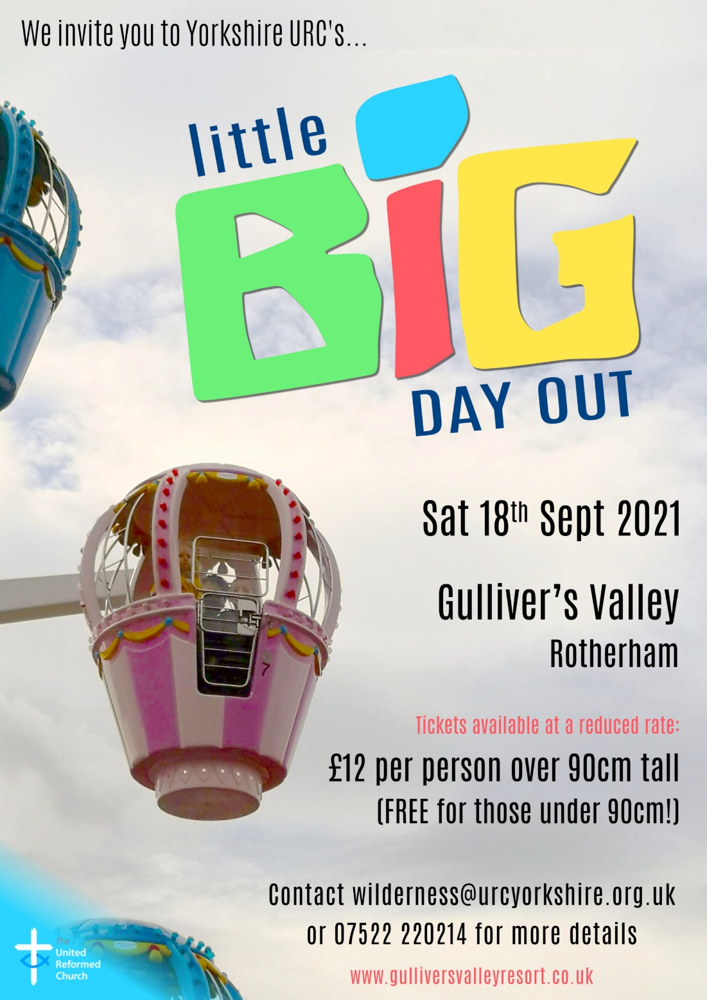 We invite you to Yorkshire URC's...
little
BiG
DAY OUT
Sat 18th Sept 2021
Gulliver’s Valley
Rotherham
Tickets available at a reduced rate:
£12 per person over 90cm tall
(FREE for those under 90cm!)
7
Contact wilderness@urcyorkshire.org.uk
or 07522 220214 for more details
www.gulliversvalleyresort.co.uk
The
United
Reformed
Church